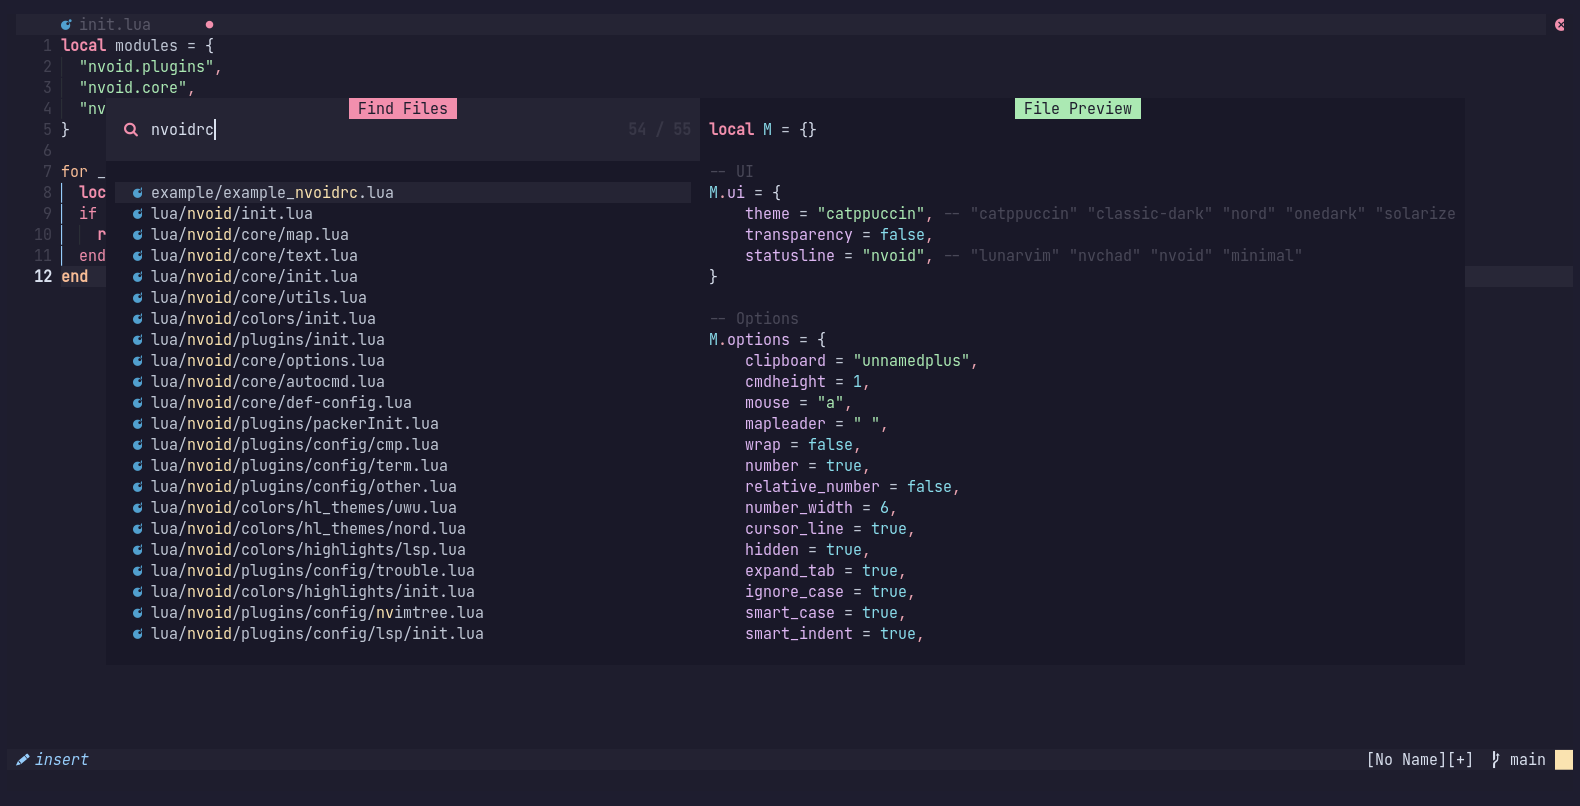 init.lua
1 local modules = {
2 "nvoid.plugins",
3 "nvoid.core",
4 "nv
5 }
6
7 for _
8 loc
9 if
10 r
11 end
12 end
Find Files
nvoidrc
54 / 55
example/example_nvoidrc.lua
lua/nvoid/init.lua
lua/nvoid/core/map.lua
lua/nvoid/core/text.lua
lua/nvoid/core/init.lua
lua/nvoid/core/utils.lua
lua/nvoid/colors/init.lua
lua/nvoid/plugins/init.lua
lua/nvoid/core/options.lua
lua/nvoid/core/autocmd.lua
lua/nvoid/core/def-config.lua
lua/nvoid/plugins/packerInit.lua
lua/nvoid/plugins/config/cmp.lua
lua/nvoid/plugins/config/term.lua
lua/nvoid/plugins/config/other.lua
lua/nvoid/colors/hl_themes/uwu.lua
lua/nvoid/colors/hl_themes/nord.lua
lua/nvoid/colors/highlights/lsp.lua
lua/nvoid/plugins/config/trouble.lua
lua/nvoid/colors/highlights/init.lua
lua/nvoid/plugins/config/nvimtree.lua
lua/nvoid/plugins/config/lsp/init.lua
File Preview
local M = {}
-- UI
M.ui = {
theme = "catppuccin", -- "catppuccin" "classic-dark" "nord" "onedark" "solarize
transparency = false,
statusline = "nvoid", -- "lunarvim" "nvchad" "nvoid" "minimal"
}
-- Options
M.options = {
clipboard = "unnamedplus",
cmdheight = 1,
mouse = "a",
mapleader = " ",
wrap = false,
number = true,
relative_number = false,
number_width = 6,
cursor_line = true,
hidden = true,
expand_tab = true,
ignore_case = true,
smart_case = true,
smart_indent = true,
insert
[No Name][+] main